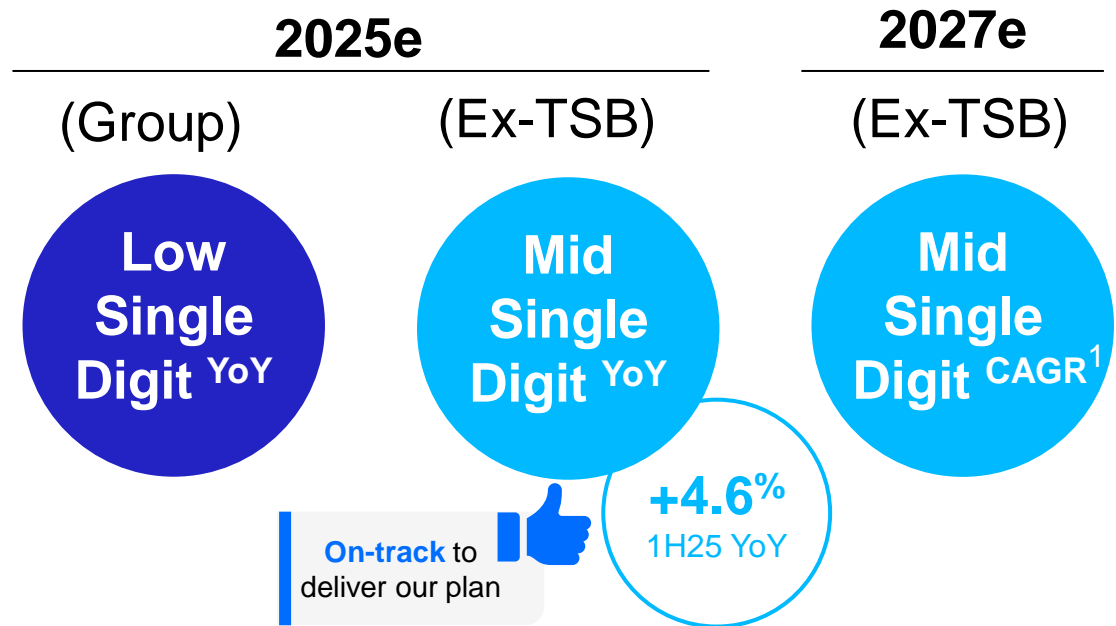 2025e
2027e
(Group)
(Ex-TSB)
(Ex-TSB)
Low
Single
Digit YoY
Mid
Single
Digit YoY
Mid
Single
Digit CAGR1
+4.6%
1H25 YoY
On-track to
deliver our plan